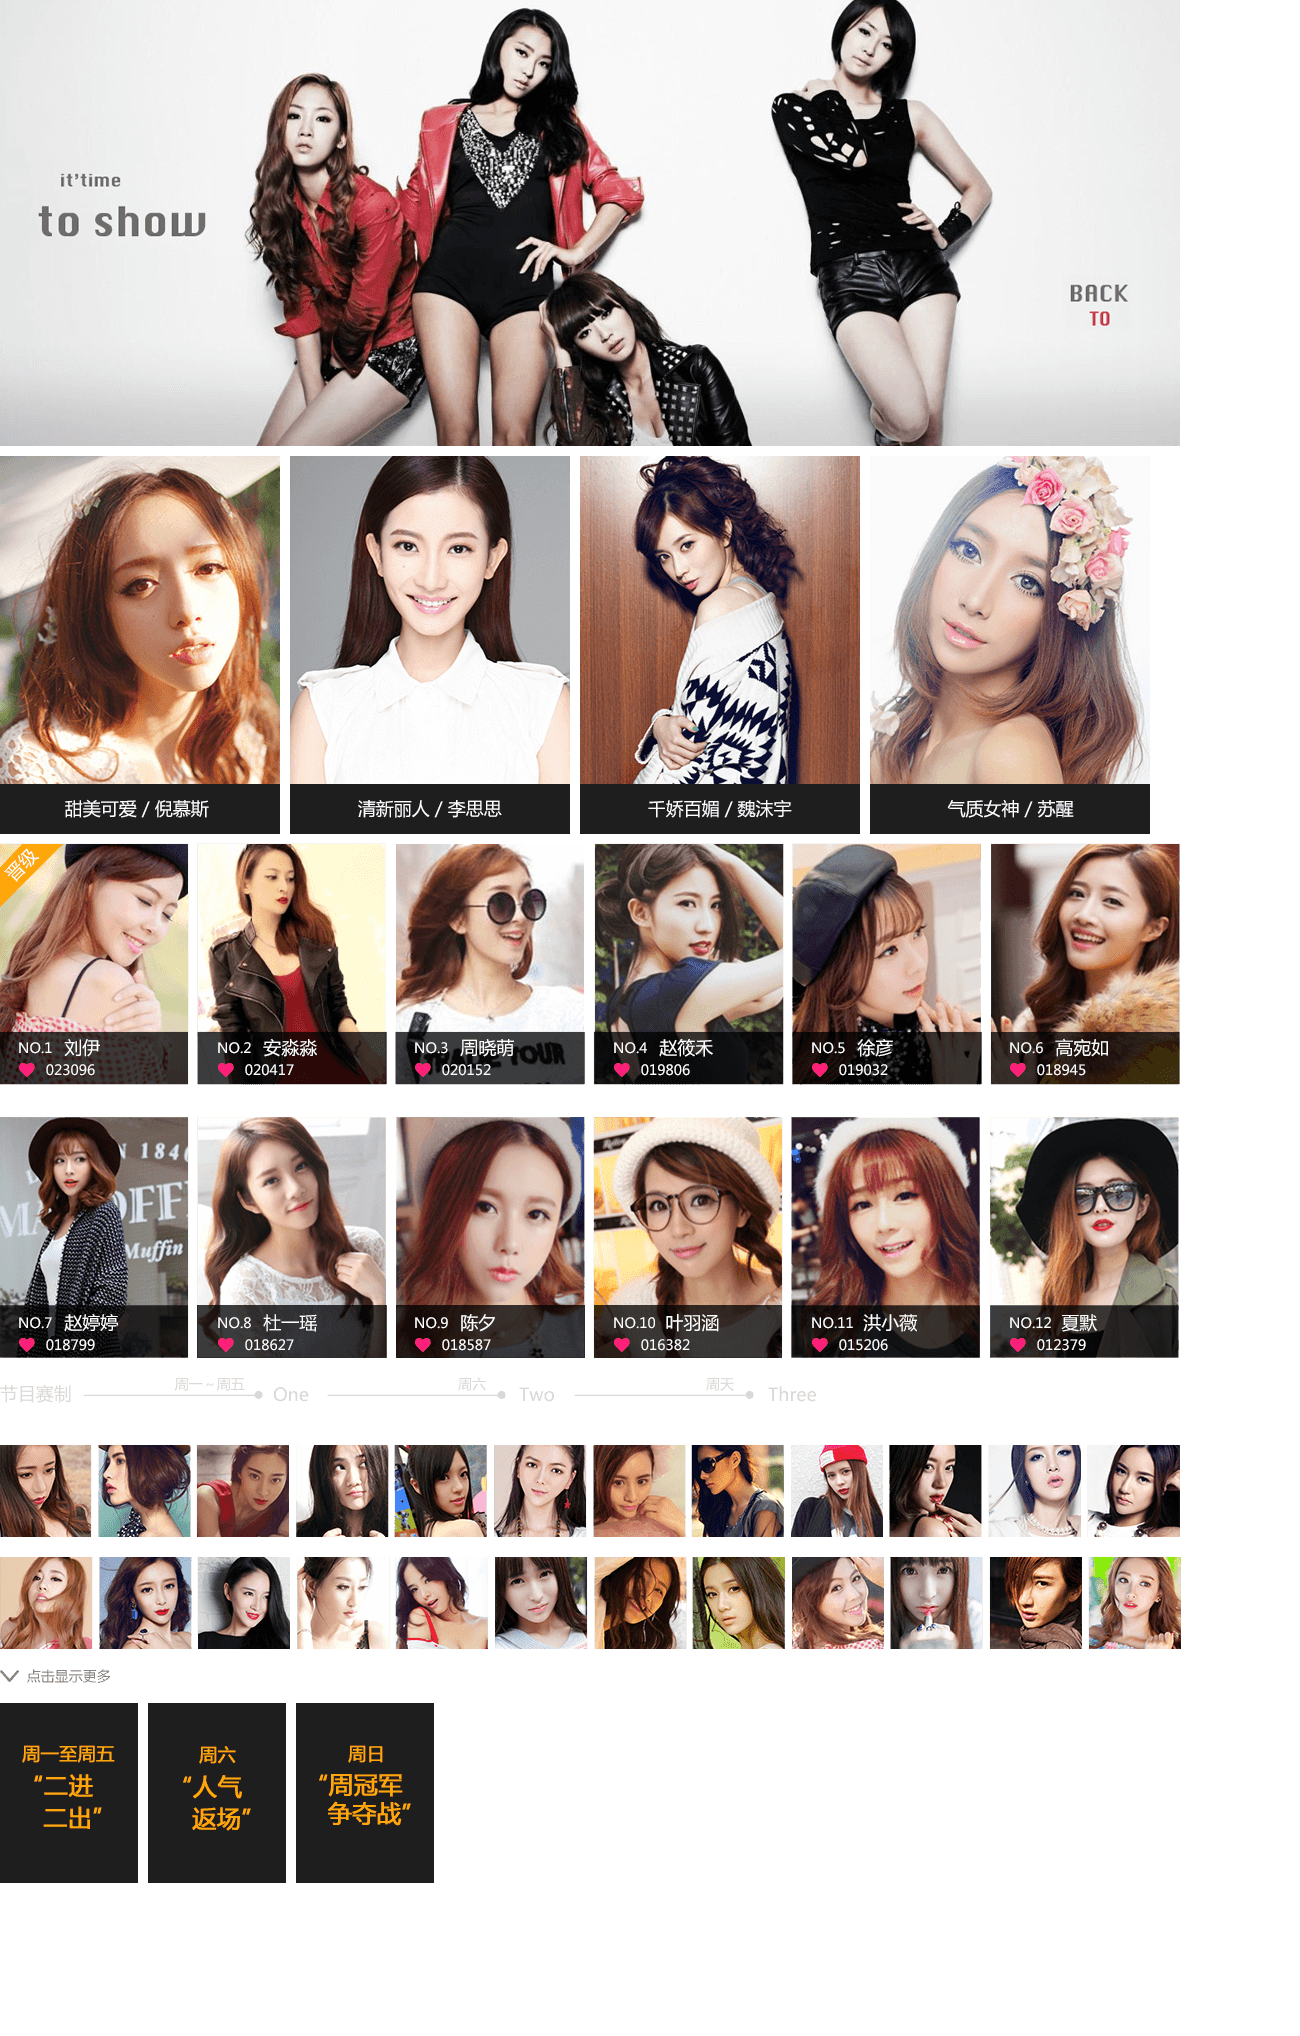 it'time
to show
BACK
TO
甜美可爱 / 倪慕斯
清新丽人 / 李思思
千娇百媚 / 魏沫宇
气质女神 / 苏醒
晋级
NO.1 刘伊
023096
NO.2 安淼淼
020417
NO.3 周晓萌
020152
NO.4 赵筱禾
019806
NO.5 徐彦
019032
NO.6 高宛如
018945
1846
OFF
Muffin
NO.7 赵婷婷
018799
NO.8 杜一瑶
018627
NO.9 陈夕
018587
NO.10 叶羽涵
016382
NO.11 洪小薇
015206
NO.12 夏默
012379
节目赛制
周一~周五
One
周六
Two
周天
Three
点击显示更多
周一至周五
“二进
二出”
周六
“人气
返场”
周日
“周冠军
争夺战”